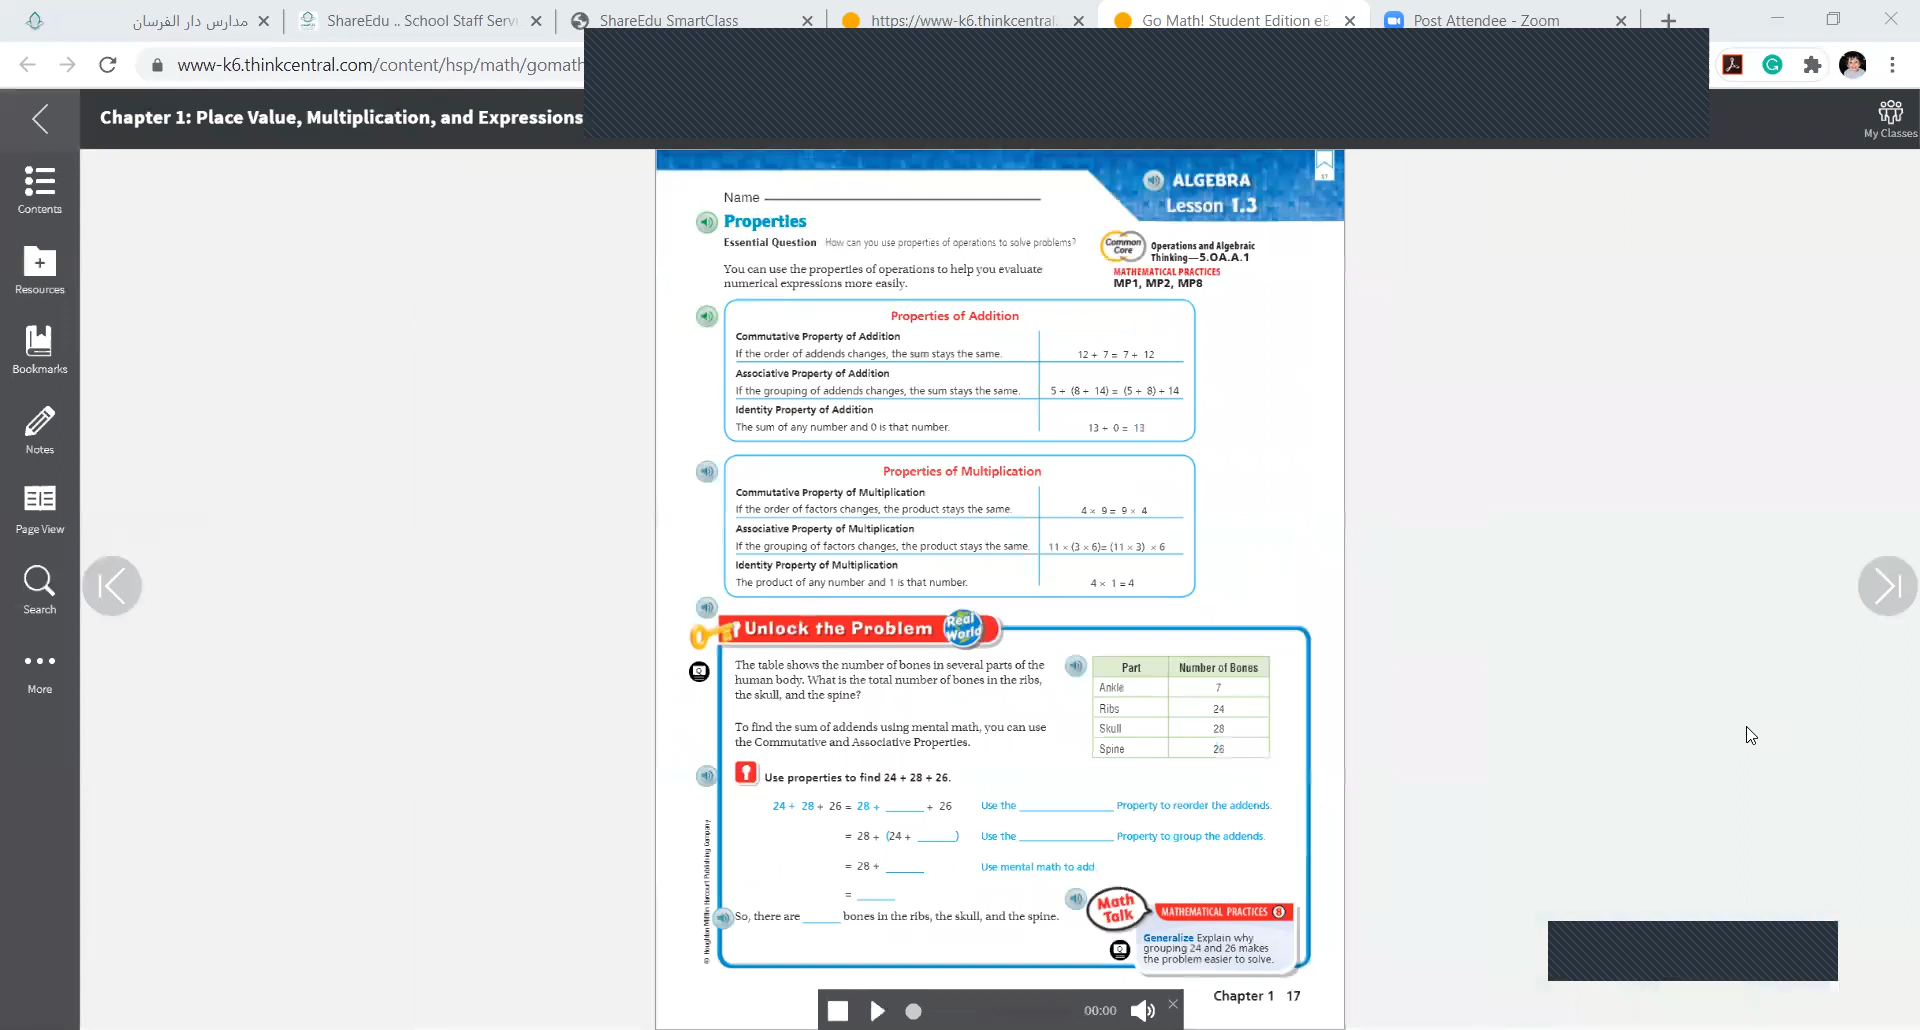 مدارس دار الفرسان
ShareEdu .. School Staff Serv
ShareEdu SmartClass
https://www-k6.thinkcentral.
Go Math! Student Edition eB
Post Attendee - Zoom
www-k6.thinkcentral.com/content/hsp/math/gomath
Chapter 1: Place Value, Multiplication, and Expressions
My Classes
Contents
Resources
Bookmarks
Notes
Page View
Search
More
ALGEBRA
Lesson 1.3
Name
Properties
Essential Question How can you use properties of operations to solve problems?
Common Core
Operations and Algebraic
Thinking—5.OA.A.1
MATHEMATICAL PRACTICES
MP1, MP2, MP8
You can use the properties of operations to help you evaluate
numerical expressions more easily.
Properties of Addition
Commutative Property of Addition
If the order of addends changes, the sum stays the same.
12 + 7 = 7 + 12
Associative Property of Addition
If the grouping of addends changes, the sum stays the same.
5 + (8 + 14) = (5 + 8) + 14
Identity Property of Addition
The sum of any number and 0 is that number.
13 + 0 = 13
Properties of Multiplication
Commutative Property of Multiplication
If the order of factors changes, the product stays the same.
4 × 9 = 9 × 4
Associative Property of Multiplication
If the grouping of factors changes, the product stays the same.
11 × (3 × 6) = (11 × 3) × 6
Identity Property of Multiplication
The product of any number and 1 is that number.
4 × 1 = 4
Unlock the Problem
Real World
The table shows the number of bones in several parts of the
human body. What is the total number of bones in the ribs,
the skull, and the spine?
To find the sum of addends using mental math, you can use
the Commutative and Associative Properties.
Part Number of Bones
Ankle 7
Ribs 24
Skull 28
Spine 26
Use properties to find 24 + 28 + 26.
24 + 28 + 26 = 28 + ______ + 26
Use the ______ Property to reorder the addends.
= 28 + (24 + ______)
Use the ______ Property to group the addends.
= 28 + ______
Use mental math to add
= ______
So, there are ______ bones in the ribs, the skull, and the spine.
Math Talk
MATHEMATICAL PRACTICES 8
Generalize Explain why
grouping 24 and 26 makes
the problem easier to solve.
© Houghton Mifflin Harcourt Publishing Company
Chapter 1 17
00:00